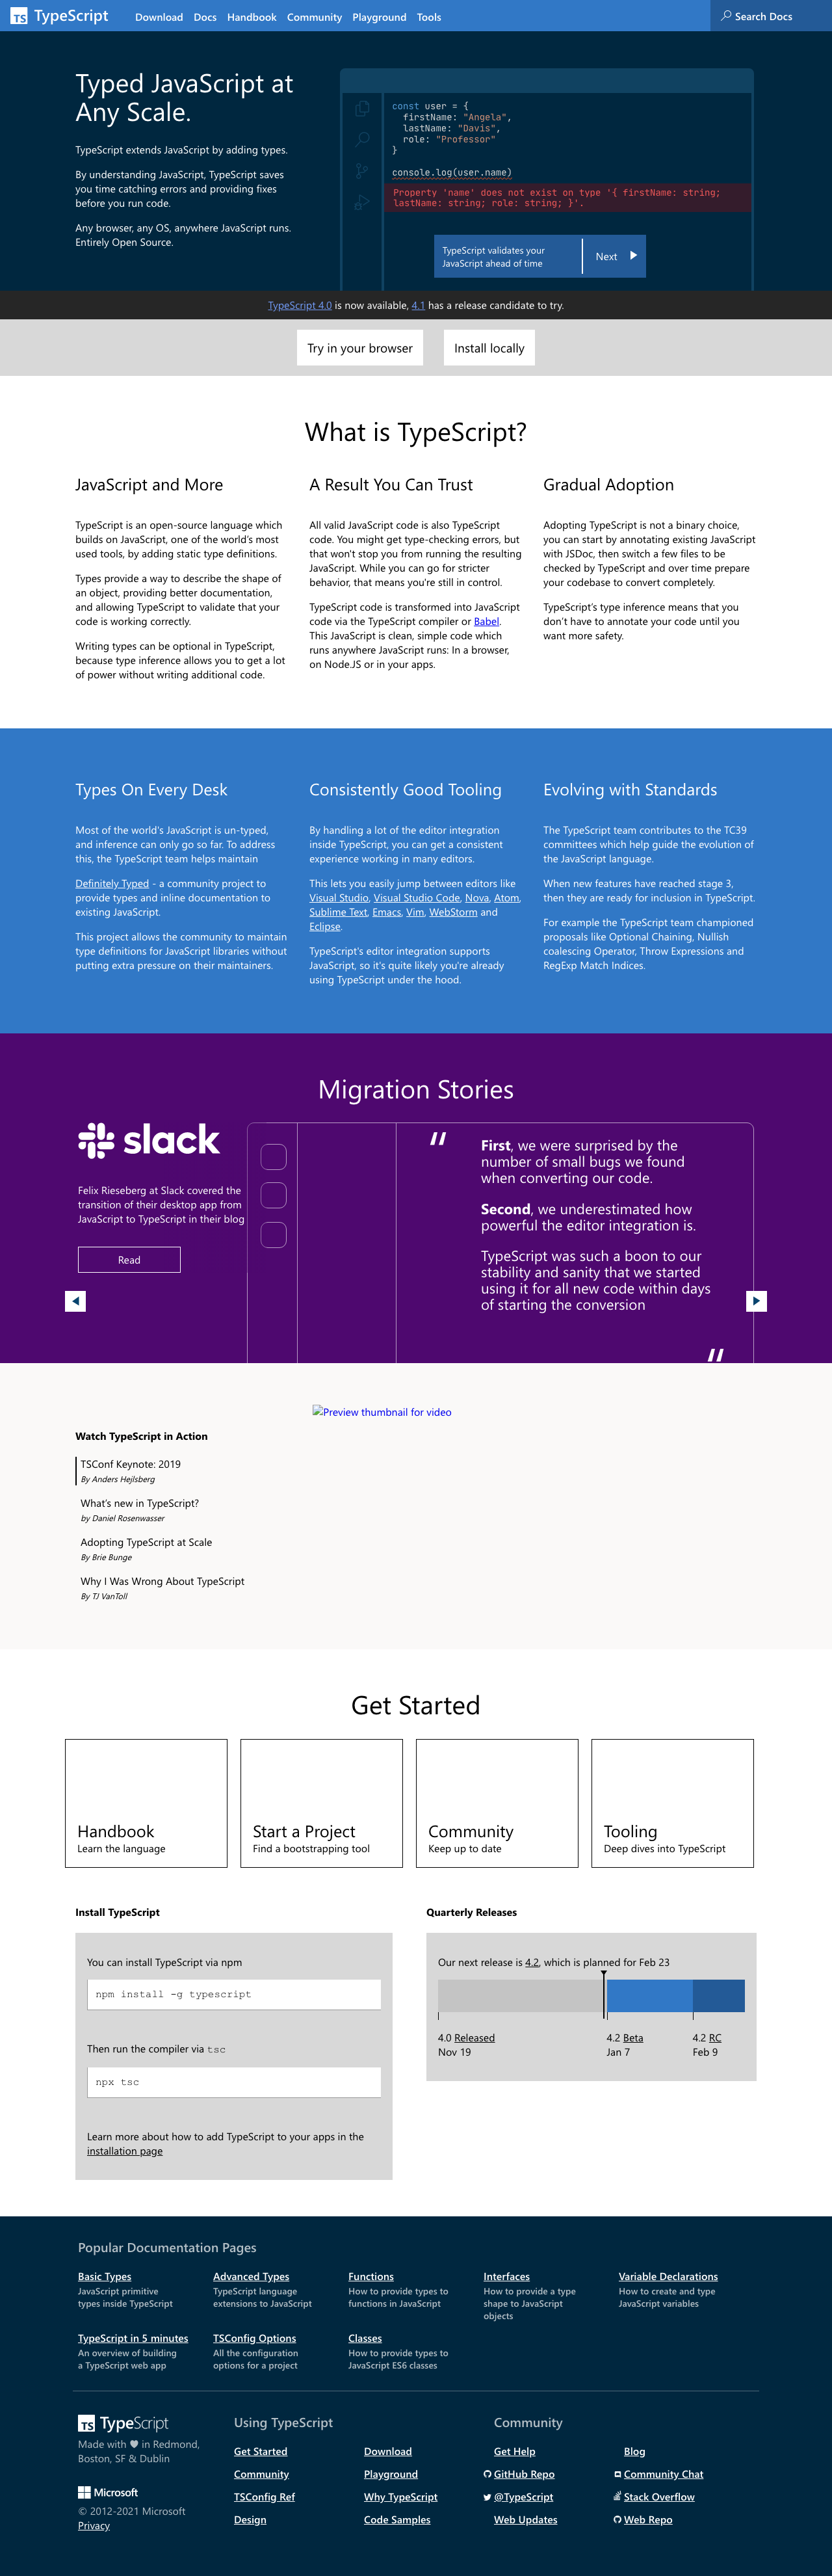 TS TypeScript Download Docs Handbook Community Playground Tools Search Docs
Typed JavaScript at
Any Scale.
TypeScript extends JavaScript by adding types.
By understanding JavaScript, TypeScript saves
you time catching errors and providing fixes
before you run code.
Any browser, any OS, anywhere JavaScript runs.
Entirely Open Source.
const user = {
firstName: "Angela",
lastName: "Davis",
role: "Professor"
}
console.log(user.name)
Property 'name' does not exist on type '{ firstName: string;
lastName: string; role: string; }'.
TypeScript validates your
JavaScript ahead of time
Next
TypeScript 4.0 is now available, 4.1 has a release candidate to try.
Try in your browser
Install locally
What is TypeScript?
JavaScript and More
TypeScript is an open-source language which
builds on JavaScript, one of the world's most
used tools, by adding static type definitions.
Types provide a way to describe the shape of
an object, providing better documentation,
and allowing TypeScript to validate that your
code is working correctly.
Writing types can be optional in TypeScript,
because type inference allows you to get a lot
of power without writing additional code.
A Result You Can Trust
All valid JavaScript code is also TypeScript
code. You might get type-checking errors, but
that won't stop you from running the resulting
JavaScript. While you can go for stricter
behavior, that means you're still in control.
TypeScript code is transformed into JavaScript
code via the TypeScript compiler or Babel.
This JavaScript is clean, simple code which
runs anywhere JavaScript runs: In a browser,
on Node.JS or in your apps.
Gradual Adoption
Adopting TypeScript is not a binary choice,
you can start by annotating existing JavaScript
with JSDoc, then switch a few files to be
checked by TypeScript and over time prepare
your codebase to convert completely.
TypeScript's type inference means that you
don't have to annotate your code until you
want more safety.
Types On Every Desk
Most of the world's JavaScript is un-typed,
and inference can only go so far. To address
this, the TypeScript team helps maintain
Definitely Typed - a community project to
provide types and inline documentation to
existing JavaScript.
This project allows the community to maintain
type definitions for JavaScript libraries without
putting extra pressure on their maintainers.
Consistently Good Tooling
By handling a lot of the editor integration
inside TypeScript, you can get a consistent
experience working in many editors.
This lets you easily jump between editors like
Visual Studio, Visual Studio Code, Nova, Atom,
Sublime Text, Emacs, Vim, WebStorm and
Eclipse.
TypeScript's editor integration supports
JavaScript, so it's quite likely you're already
using TypeScript under the hood.
Evolving with Standards
The TypeScript team contributes to the TC39
committees which help guide the evolution of
the JavaScript language.
When new features have reached stage 3,
then they are ready for inclusion in TypeScript.
For example the TypeScript team championed
proposals like Optional Chaining, Nullish
coalescing Operator, Throw Expressions and
RegExp Match Indices.
Migration Stories
slack
Felix Rieseberg at Slack covered the
transition of their desktop app from
JavaScript to TypeScript in their blog
Read
"
First, we were surprised by the
number of small bugs we found
when converting our code.
Second, we underestimated how
powerful the editor integration is.
TypeScript was such a boon to our
stability and sanity that we started
using it for all new code within days
of starting the conversion
"
Preview thumbnail for video
Watch TypeScript in Action
TSConf Keynote: 2019
By Anders Hejlsberg
What's new in TypeScript?
by Daniel Rosenwasser
Adopting TypeScript at Scale
By Brie Bunge
Why I Was Wrong About TypeScript
By TJ VanToll
Get Started
Handbook
Learn the language
Start a Project
Find a bootstrapping tool
Community
Keep up to date
Tooling
Deep dives into TypeScript
Install TypeScript
You can install TypeScript via npm
npm install -g typescript
Then run the compiler via tsc
npx tsc
Learn more about how to add TypeScript to your apps in the
installation page
Quarterly Releases
Our next release is 4.2, which is planned for Feb 23
4.0 Released
Nov 19
4.2 Beta
Jan 7
4.2 RC
Feb 9
Popular Documentation Pages
Basic Types
JavaScript primitive
types inside TypeScript
Advanced Types
TypeScript language
extensions to JavaScript
Functions
How to provide types to
functions in JavaScript
Interfaces
How to provide a type
shape to JavaScript
objects
Variable Declarations
How to create and type
JavaScript variables
TypeScript in 5 minutes
An overview of building
a TypeScript web app
TSConfig Options
All the configuration
options for a project
Classes
How to provide types to
JavaScript ES6 classes
TS TypeScript
Made with ♥ in Redmond,
Boston, SF & Dublin
Microsoft
© 2012-2021 Microsoft
Privacy
Using TypeScript
Get Started Download
Community Playground
TSConfig Ref Why TypeScript
Design Code Samples
Community
Get Help Blog
GitHub Repo Community Chat
@TypeScript Stack Overflow
Web Updates Web Repo